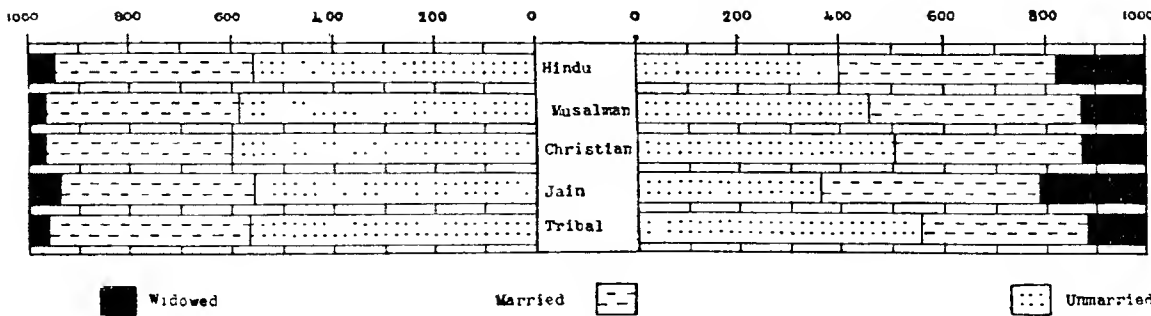 1000 800 600 400 200 0 0 200 400 600 800 1000
Hindu
Musalman
Christian
Jain
Tribal
Widowed Married Unmarried